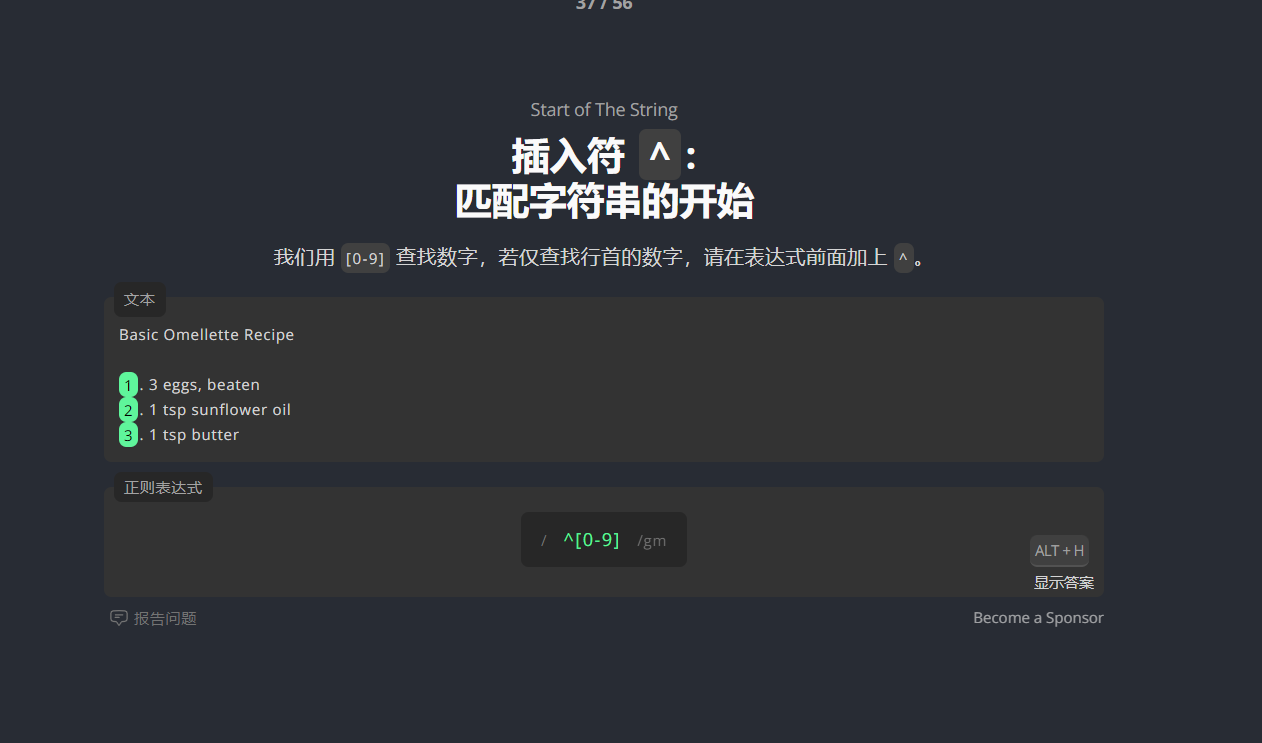 37 / 56
Start of The String
插入符 ^：
匹配字符串的开始
我们用 [0-9] 查找数字，若仅查找行首的数字，请在表达式前面加上 ^。
文本
Basic Omellette Recipe
1. 3 eggs, beaten
2. 1 tsp sunflower oil
3. 1 tsp butter
正则表达式
/ ^[0-9] /gm
ALT + H
显示答案
报告问题
Become a Sponsor